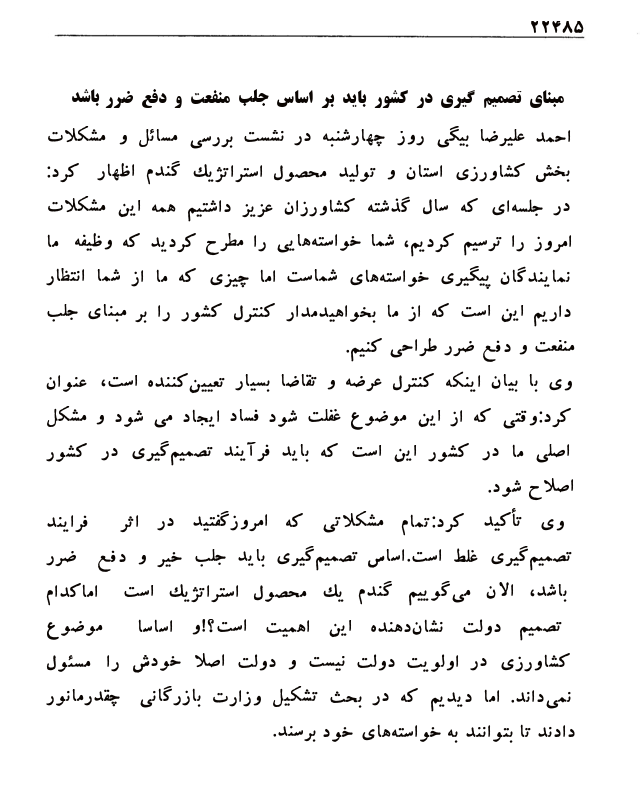 ۲۲۴۸۵
مبنای تصمیم گیری در کشور باید بر اساس جلب منفعت و دفع ضرر باشد
احمد علیرضا بیگی روز چهارشنبه در نشست بررسی مسائل و مشکلات
بخش کشاورزی استان و تولید محصول استراتژیك گندم اظهار کرد:
در جلسه‌ای که سال گذشته کشاورزان عزیز داشتیم همه این مشکلات
امروز را ترسیم کردیم، شما خواسته‌هایی را مطرح کردید که وظیفه ما
نمایندگان پیگیری خواسته‌های شماست اما چیزی که ما از شما انتظار
داریم این است که از ما بخواهیدمدار کنترل کشور را بر مبنای جلب
منفعت و دفع ضرر طراحی کنیم.
وی با بیان اینکه کنترل عرضه و تقاضا بسیار تعیین‌کننده است، عنوان
کرد:وقتی که از این موضوع غفلت شود فساد ایجاد می شود و مشکل
اصلی ما در کشور این است که باید فرآیند تصمیم‌گیری در کشور
اصلاح شود.
وی تأکید کرد:تمام مشکلاتی که امروزگفتید در اثر فرایند
تصمیم‌گیری غلط است.اساس تصمیم‌گیری باید جلب خیر و دفع ضرر
باشد، الان می‌گوییم گندم یك محصول استراتژیك است اماکدام
تصمیم دولت نشان‌دهنده این اهمیت است؟!و اساسا موضوع
کشاورزی در اولویت دولت نیست و دولت اصلا خودش را مسئول
نمی‌داند. اما دیدیم که در بحث تشکیل وزارت بازرگانی چقدرمانور
دادند تا بتوانند به خواسته‌های خود برسند.